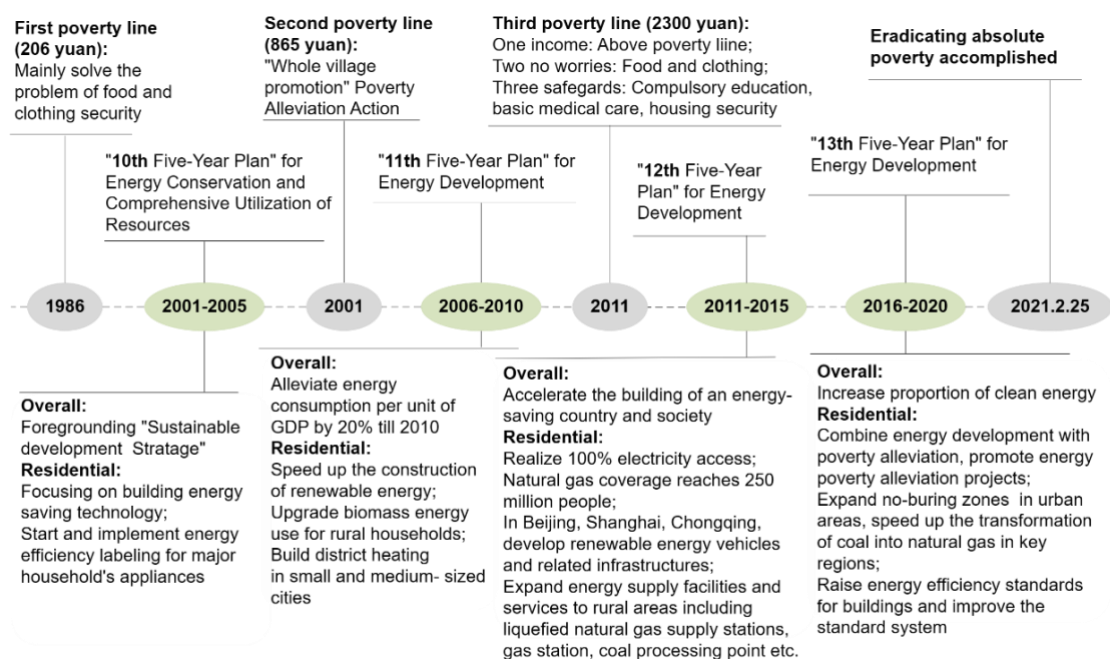 First poverty line
(206 yuan):
Mainly solve the
problem of food and
clothing security
Second poverty line
(865 yuan):
"Whole village
promotion" Poverty
Alleviation Action
Third poverty line (2300 yuan):
One income: Above poverty liine;
Two no worries: Food and clothing;
Three safegards: Compulsory education,
basic medical care, housing security
Eradicating absolute
poverty accomplished
"10th Five-Year Plan" for
Energy Conservation and
Comprehensive Utilization of
Resources
"11th Five-Year Plan" for
Energy Development
"12th Five-Year
Plan" for Energy
Development
"13th Five-Year Plan" for
Energy Development
1986
2001-2005
2001
2006-2010
2011
2011-2015
2016-2020
2021.2.25
Overall:
Foregrounding "Sustainable
development Stratage"
Residential:
Focusing on building energy
saving technology;
Start and implement energy
efficiency labeling for major
household's appliances
Overall:
Alleviate energy
consumption per unit of
GDP by 20% till 2010
Residential:
Speed up the construction
of renewable energy;
Upgrade biomass energy
use for rural households;
Build district heating
in small and medium- sized
cities
Overall:
Accelerate the building of an energy-
saving country and society
Residential:
Realize 100% electricity access;
Natural gas coverage reaches 250
million people;
In Beijing, Shanghai, Chongqing,
develop renewable energy vehicles
and related infrastructures;
Expand energy supply facilities and
services to rural areas including
liquefied natural gas supply stations,
gas station, coal processing point etc.
Overall:
Increase proportion of clean energy
Residential:
Combine energy development with
poverty alleviation, promote energy
poverty alleviation projects;
Expand no-buring zones in urban
areas, speed up the transformation
of coal into natural gas in key
regions;
Raise energy efficiency standards
for buildings and improve the
standard system